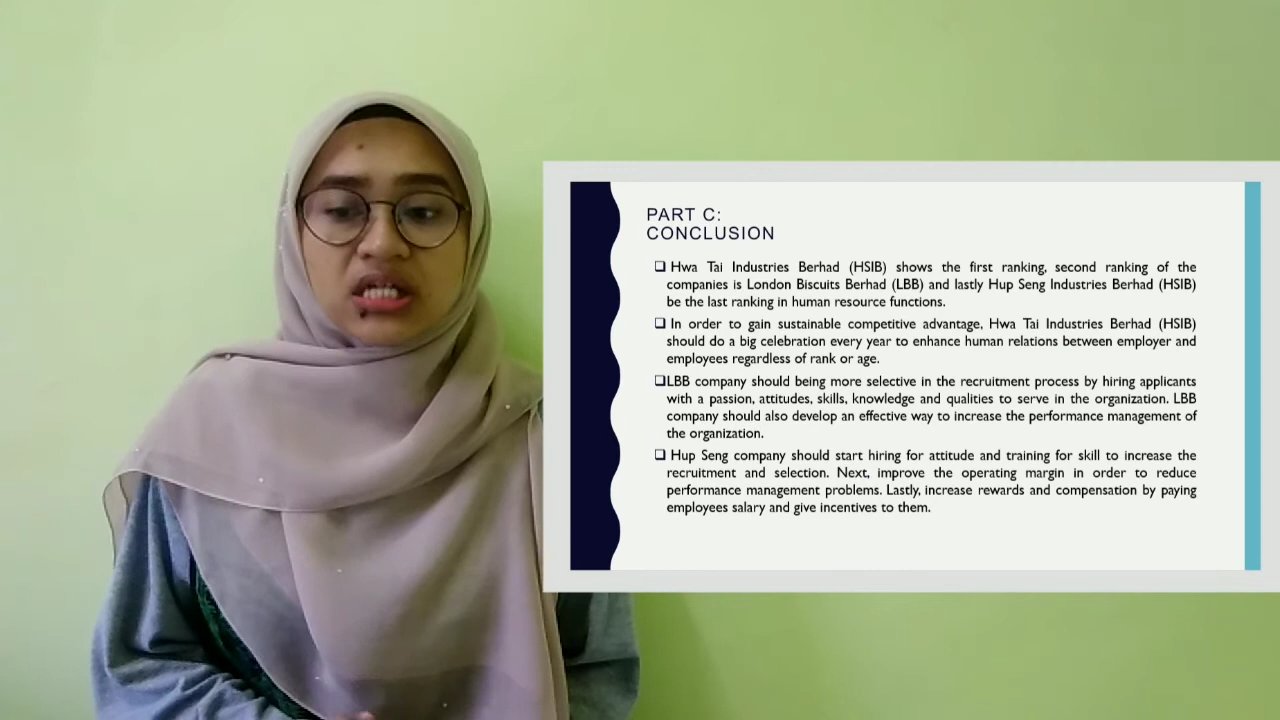 PART C:
CONCLUSION
❑ Hwa Tai Industries Berhad (HSIB) shows the first ranking, second ranking of the
companies is London Biscuits Berhad (LBB) and lastly Hup Seng Industries Berhad (HSIB)
be the last ranking in human resource functions.
❑ In order to gain sustainable competitive advantage, Hwa Tai Industries Berhad (HSIB)
should do a big celebration every year to enhance human relations between employer and
employees regardless of rank or age.
❑LBB company should being more selective in the recruitment process by hiring applicants
with a passion, attitudes, skills, knowledge and qualities to serve in the organization. LBB
company should also develop an effective way to increase the performance management of
the organization.
❑ Hup Seng company should start hiring for attitude and training for skill to increase the
recruitment and selection. Next, improve the operating margin in order to reduce
performance management problems. Lastly, increase rewards and compensation by paying
employees salary and give incentives to them.